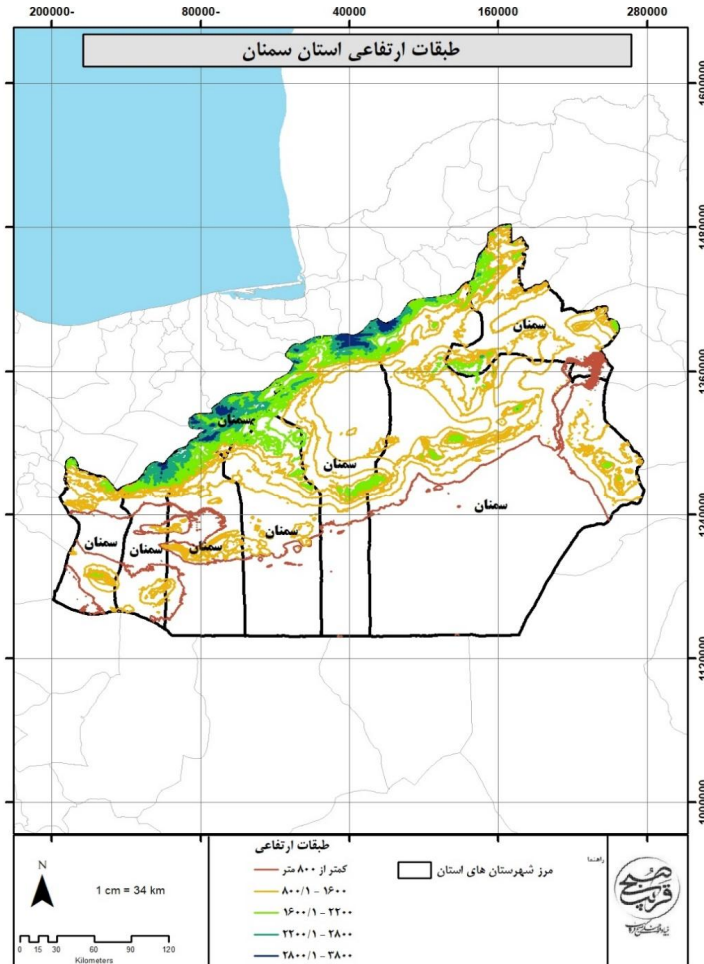 200000-
80000-
40000
160000
280000
طبقات ارتفاعی استان سمنان
1600000
1480000
1360000
1240000
1120000
1000000
سمنان
سمنان
سمنان
سمنان
سمنان
سمنان
سمنان
سمنان
N
1 cm = 34 km
0 15 30 60 90 120
Kilometers
طبقات ارتفاعی
کمتر از ۸۰۰ متر
۸۰۰/۱ - ۱۶۰۰
۱۶۰۰/۱ - ۲۲۰۰
۲۲۰۰/۱ - ۲۸۰۰
۲۸۰۰/۱ - ۳۸۰۰
راهنما
مرز شهرستان های استان